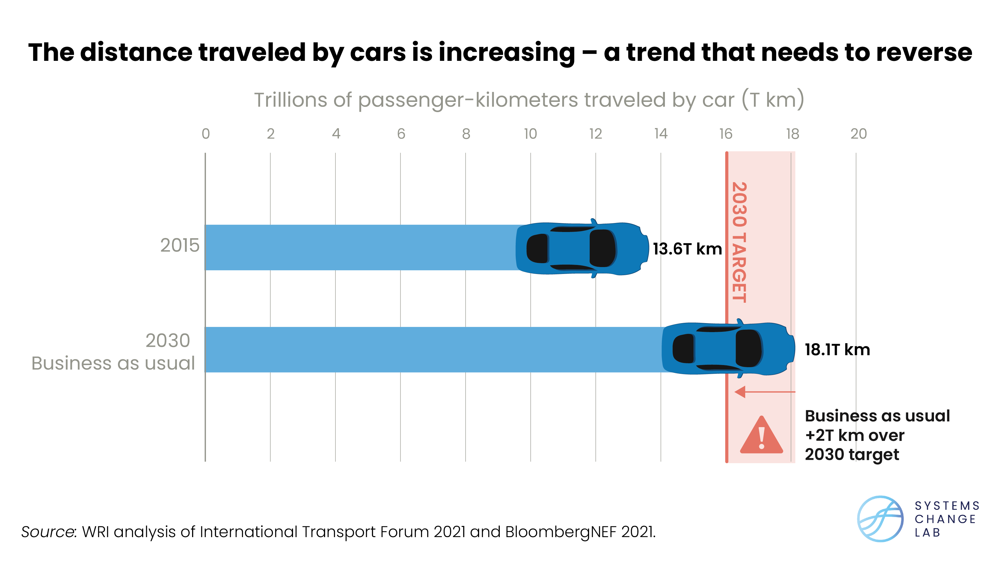 The distance traveled by cars is increasing – a trend that needs to reverse
Trillions of passenger-kilometers traveled by car (T km)
0 2 4 6 8 10 12 14 16 18 20
2015
13.6T km
2030 TARGET
2030
Business as usual
18.1T km
Business as usual
+2T km over
2030 target
Source: WRI analysis of International Transport Forum 2021 and BloombergNEF 2021.
SYSTEMS
CHANGE
LAB